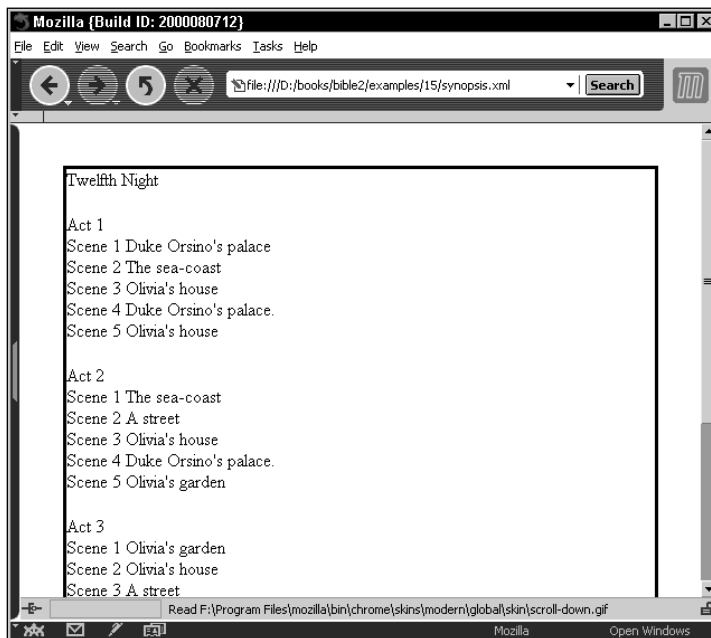 Mozilla {Build ID: 2000080712}
File Edit View Search Go Bookmarks Tasks Help
file:///D:/books/bible2/examples/15/synopsis.xml Search
Twelfth Night
Act 1
Scene 1 Duke Orsino's palace
Scene 2 The sea-coast
Scene 3 Olivia's house
Scene 4 Duke Orsino's palace.
Scene 5 Olivia's house
Act 2
Scene 1 The sea-coast
Scene 2 A street
Scene 3 Olivia's house
Scene 4 Duke Orsino's palace.
Scene 5 Olivia's garden
Act 3
Scene 1 Olivia's garden
Scene 2 Olivia's house
Scene 3 A street
Read F:\Program Files\mozilla\bin\chrome\skins\modern\global\skin\scroll-down.gif
Mozilla Open Windows